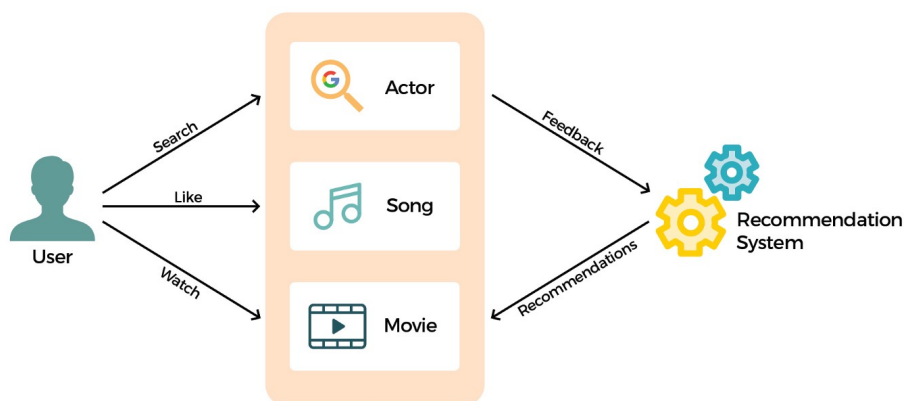 Search
Like
Watch
User
G
Actor
Song
Movie
Feedback
Recommendations
Recommendation
System